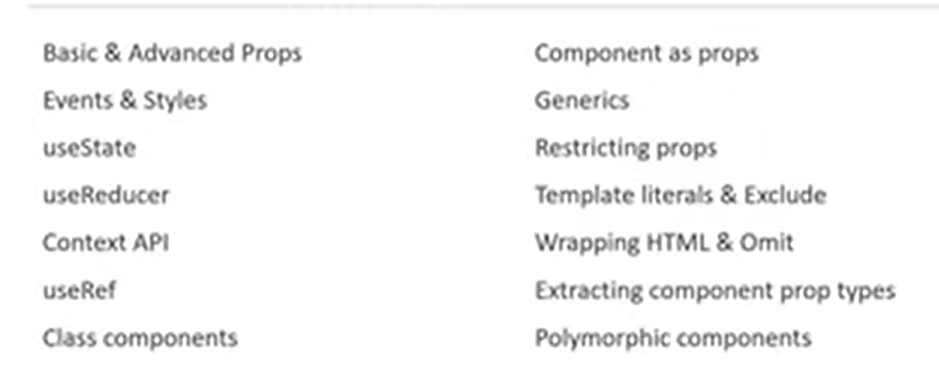 Basic & Advanced Props
Events & Styles
useState
useReducer
Context API
useRef
Class components
Component as props
Generics
Restricting props
Template literals & Exclude
Wrapping HTML & Omit
Extracting component prop types
Polymorphic components